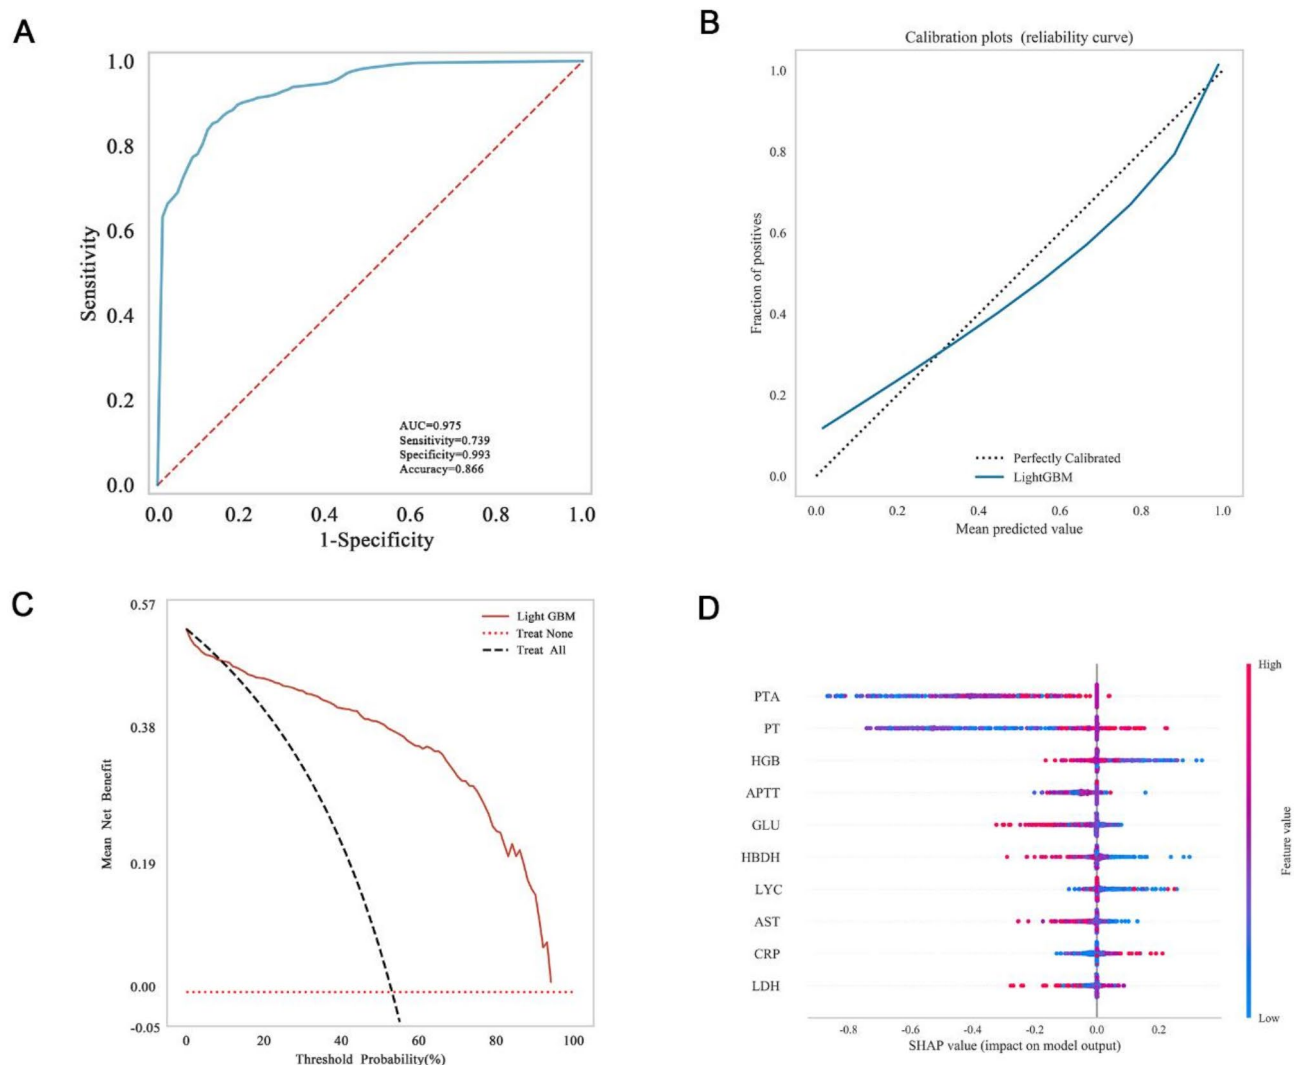 A
1.0
0.8
0.6
0.4
0.2
0.0
Sensitivity
AUC=0.975
Sensitivity=0.739
Specificity=0.993
Accuracy=0.866
0.0 0.2 0.4 0.6 0.8 1.0
1-Specificity
B
Calibration plots (reliability curve)
1.0
0.8
0.6
0.4
0.2
0.0
Fraction of positives
Perfectly Calibrated
LightGBM
0.0 0.2 0.4 0.6 0.8 1.0
Mean predicted value
C
0.57
0.38
0.19
0.00
-0.05
Mean Net Benefit
Light GBM
Treat None
Treat All
0 20 40 60 80 100
Threshold Probability(%)
D
PTA
PT
HGB
APTT
GLU
HBDH
LYC
AST
CRP
LDH
-0.8 -0.6 -0.4 -0.2 0.0 0.2
SHAP value (impact on model output)
High
Feature value
Low